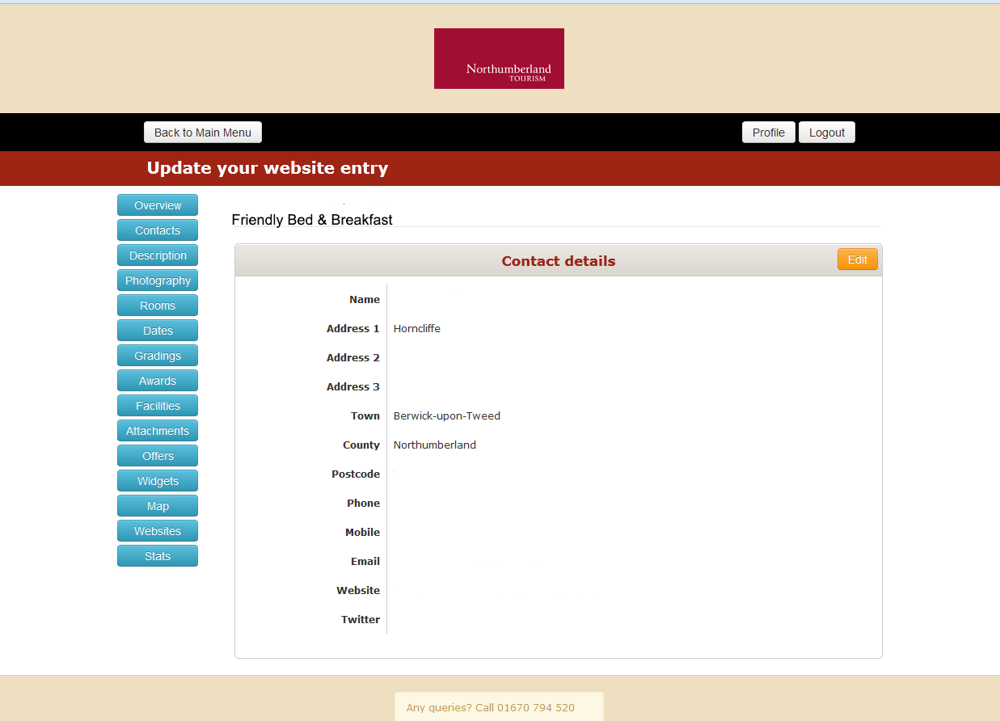 Northumberland
TOURISM
Back to Main Menu
Profile
Logout
Update your website entry
Overview
Contacts
Description
Photography
Rooms
Dates
Gradings
Awards
Facilities
Attachments
Offers
Widgets
Map
Websites
Stats
Friendly Bed & Breakfast
Contact details
Edit
Name
Address 1 Horncliffe
Address 2
Address 3
Town Berwick-upon-Tweed
County Northumberland
Postcode
Phone
Mobile
Email
Website
Twitter
Any queries? Call 01670 794 520